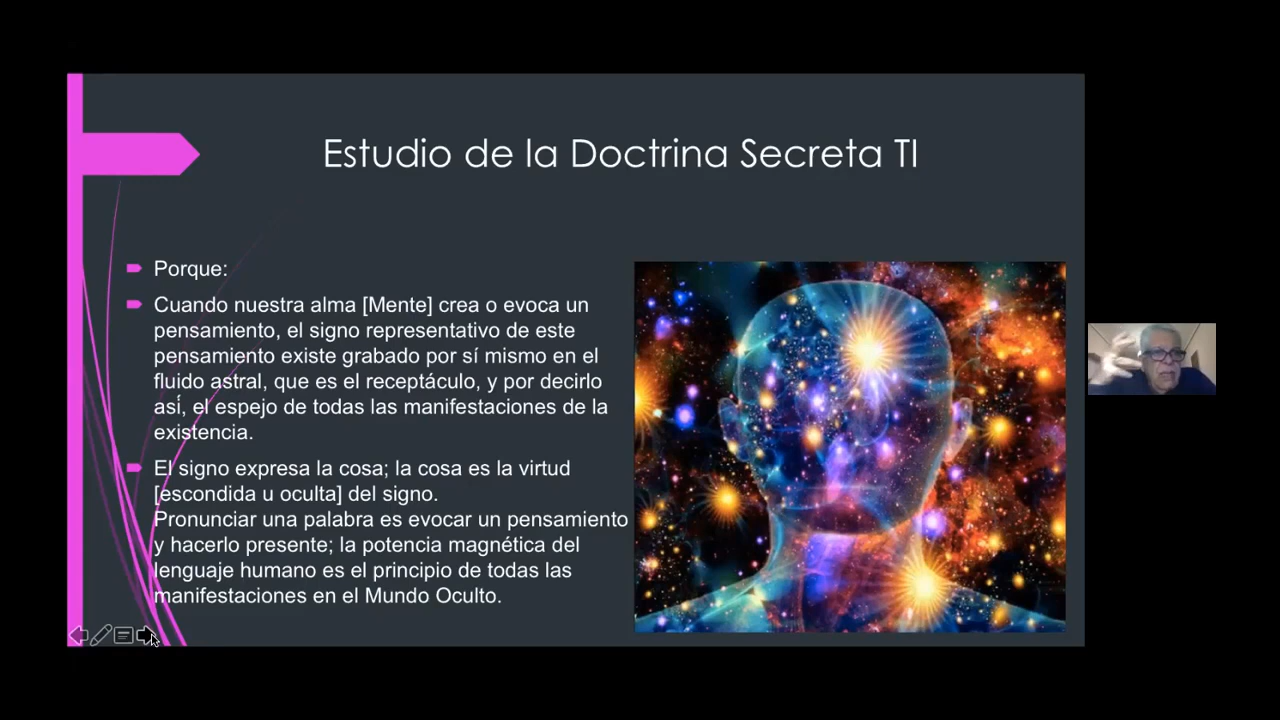 Estudio de la Doctrina Secreta TI
Porque:
Cuando nuestra alma [Mente] crea o evoca un
pensamiento, el signo representativo de este
pensamiento existe grabado por sí mismo en el
fluido astral, que es el receptáculo, y por decirlo
así, el espejo de todas las manifestaciones de la
existencia.
El signo expresa la cosa; la cosa es la virtud
[escondida u oculta] del signo.
Pronunciar una palabra es evocar un pensamiento
y hacerlo presente; la potencia magnética del
lenguaje humano es el principio de todas las
manifestaciones en el Mundo Oculto.